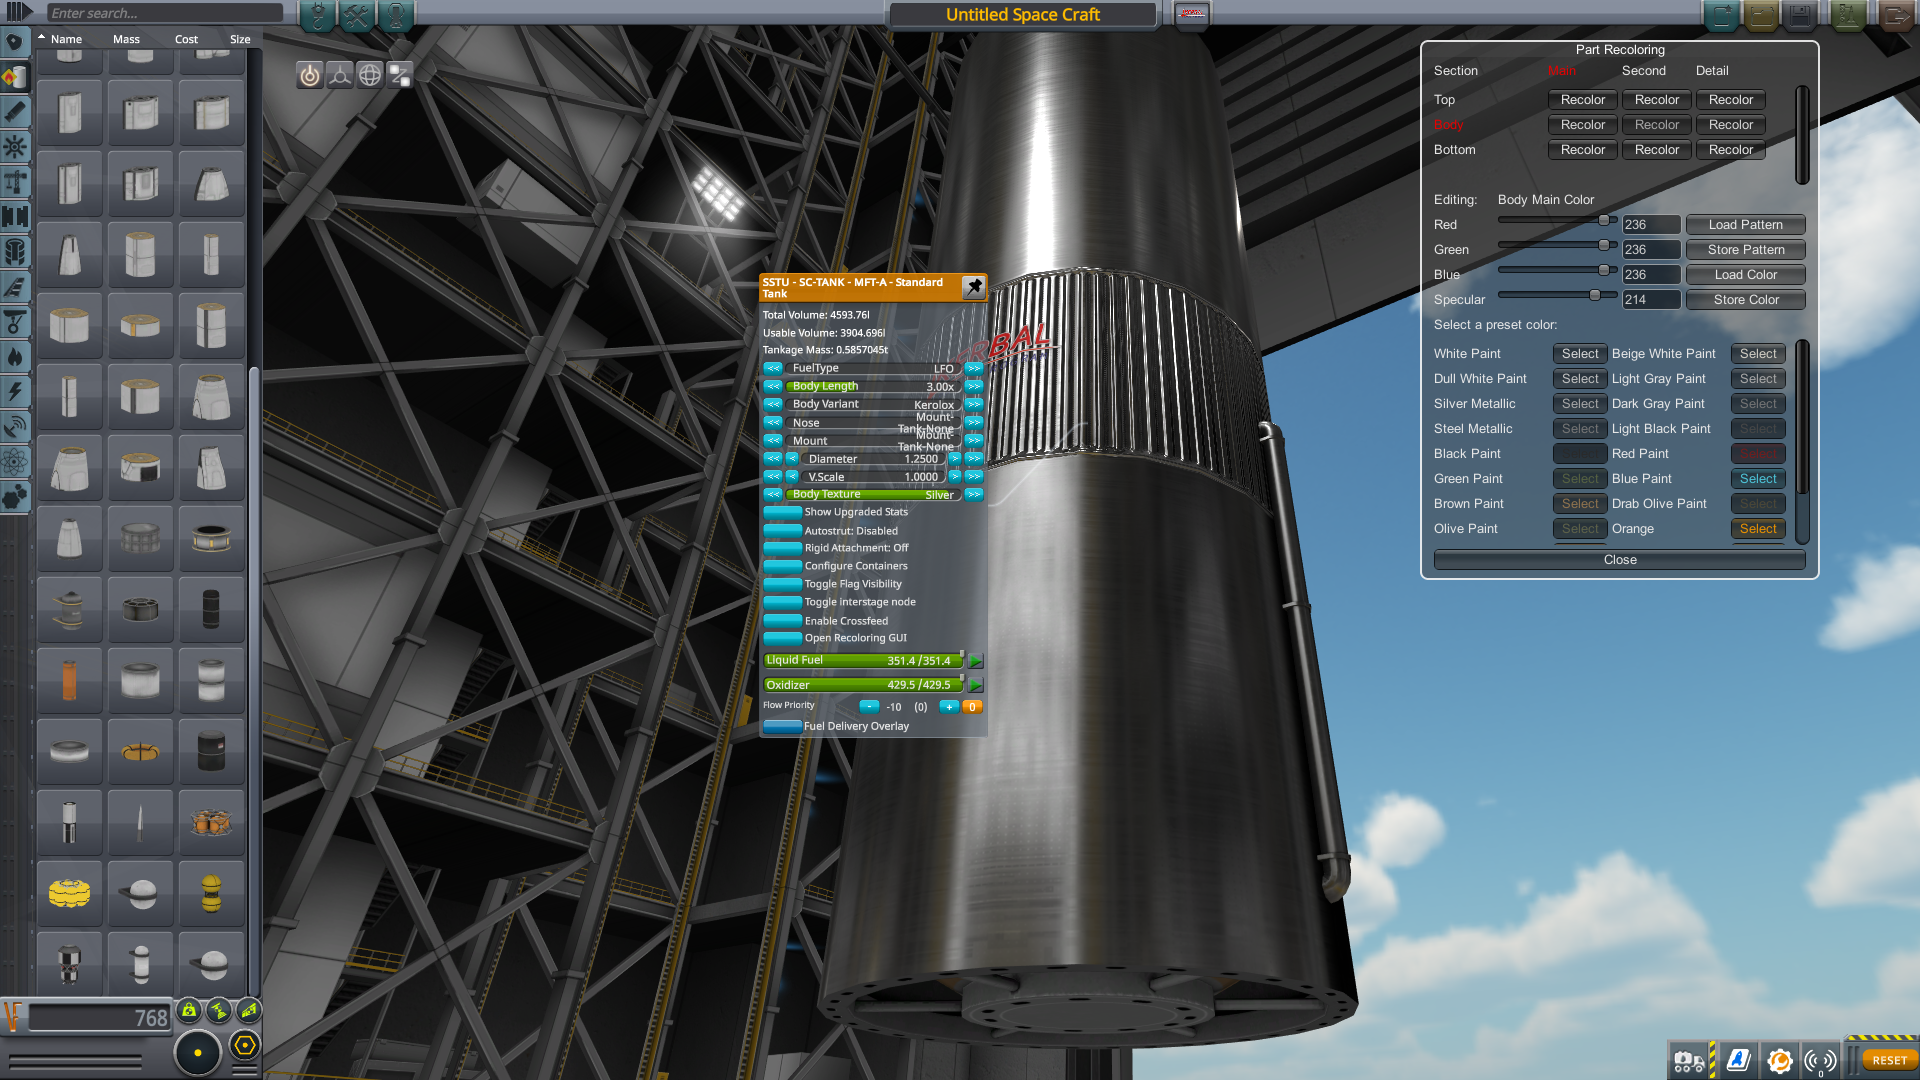 Enter search...
Untitled Space Craft
Name Mass Cost Size
Part Recoloring
Section Main Second Detail
Top Recolor Recolor Recolor
Body Recolor Recolor Recolor
Bottom Recolor Recolor Recolor
Editing: Body Main Color
Red 236 Load Pattern
Green 236 Store Pattern
Blue 236 Load Color
Specular 214 Store Color
Select a preset color:
White Paint Select Beige White Paint Select
Dull White Paint Select Light Gray Paint Select
Silver Metallic Select Dark Gray Paint Select
Steel Metallic Select Light Black Paint Select
Black Paint Red Paint Select
Green Paint Select Blue Paint Select
Brown Paint Select Drab Olive Paint Select
Olive Paint Select Orange Select
Close
SSTU - SC-TANK - MFT-A - Standard
Tank
Total Volume: 4593.76l
Usable Volume: 3904.696l
Tankage Mass: 0.5857045t
<< FuelType LFO >>
<< Body Length 3.00x >>
<< Body Variant Kerolox >>
<< Nose Mount-Tank-None >>
<< Mount Mount-Tank-None >>
<< < Diameter 1.2500 > >>
<< < V.Scale 1.0000 > >>
<< Body Texture Silver >>
Show Upgraded Stats
Autostrut: Disabled
Rigid Attachment: Off
Configure Containers
Toggle Flag Visibility
Toggle interstage node
Enable Crossfeed
Open Recoloring GUI
Liquid Fuel 351.4 /351.4
Oxidizer 429.5 /429.5
Flow Priority - -10 (0) + 0
Fuel Delivery Overlay
768
0
RESET